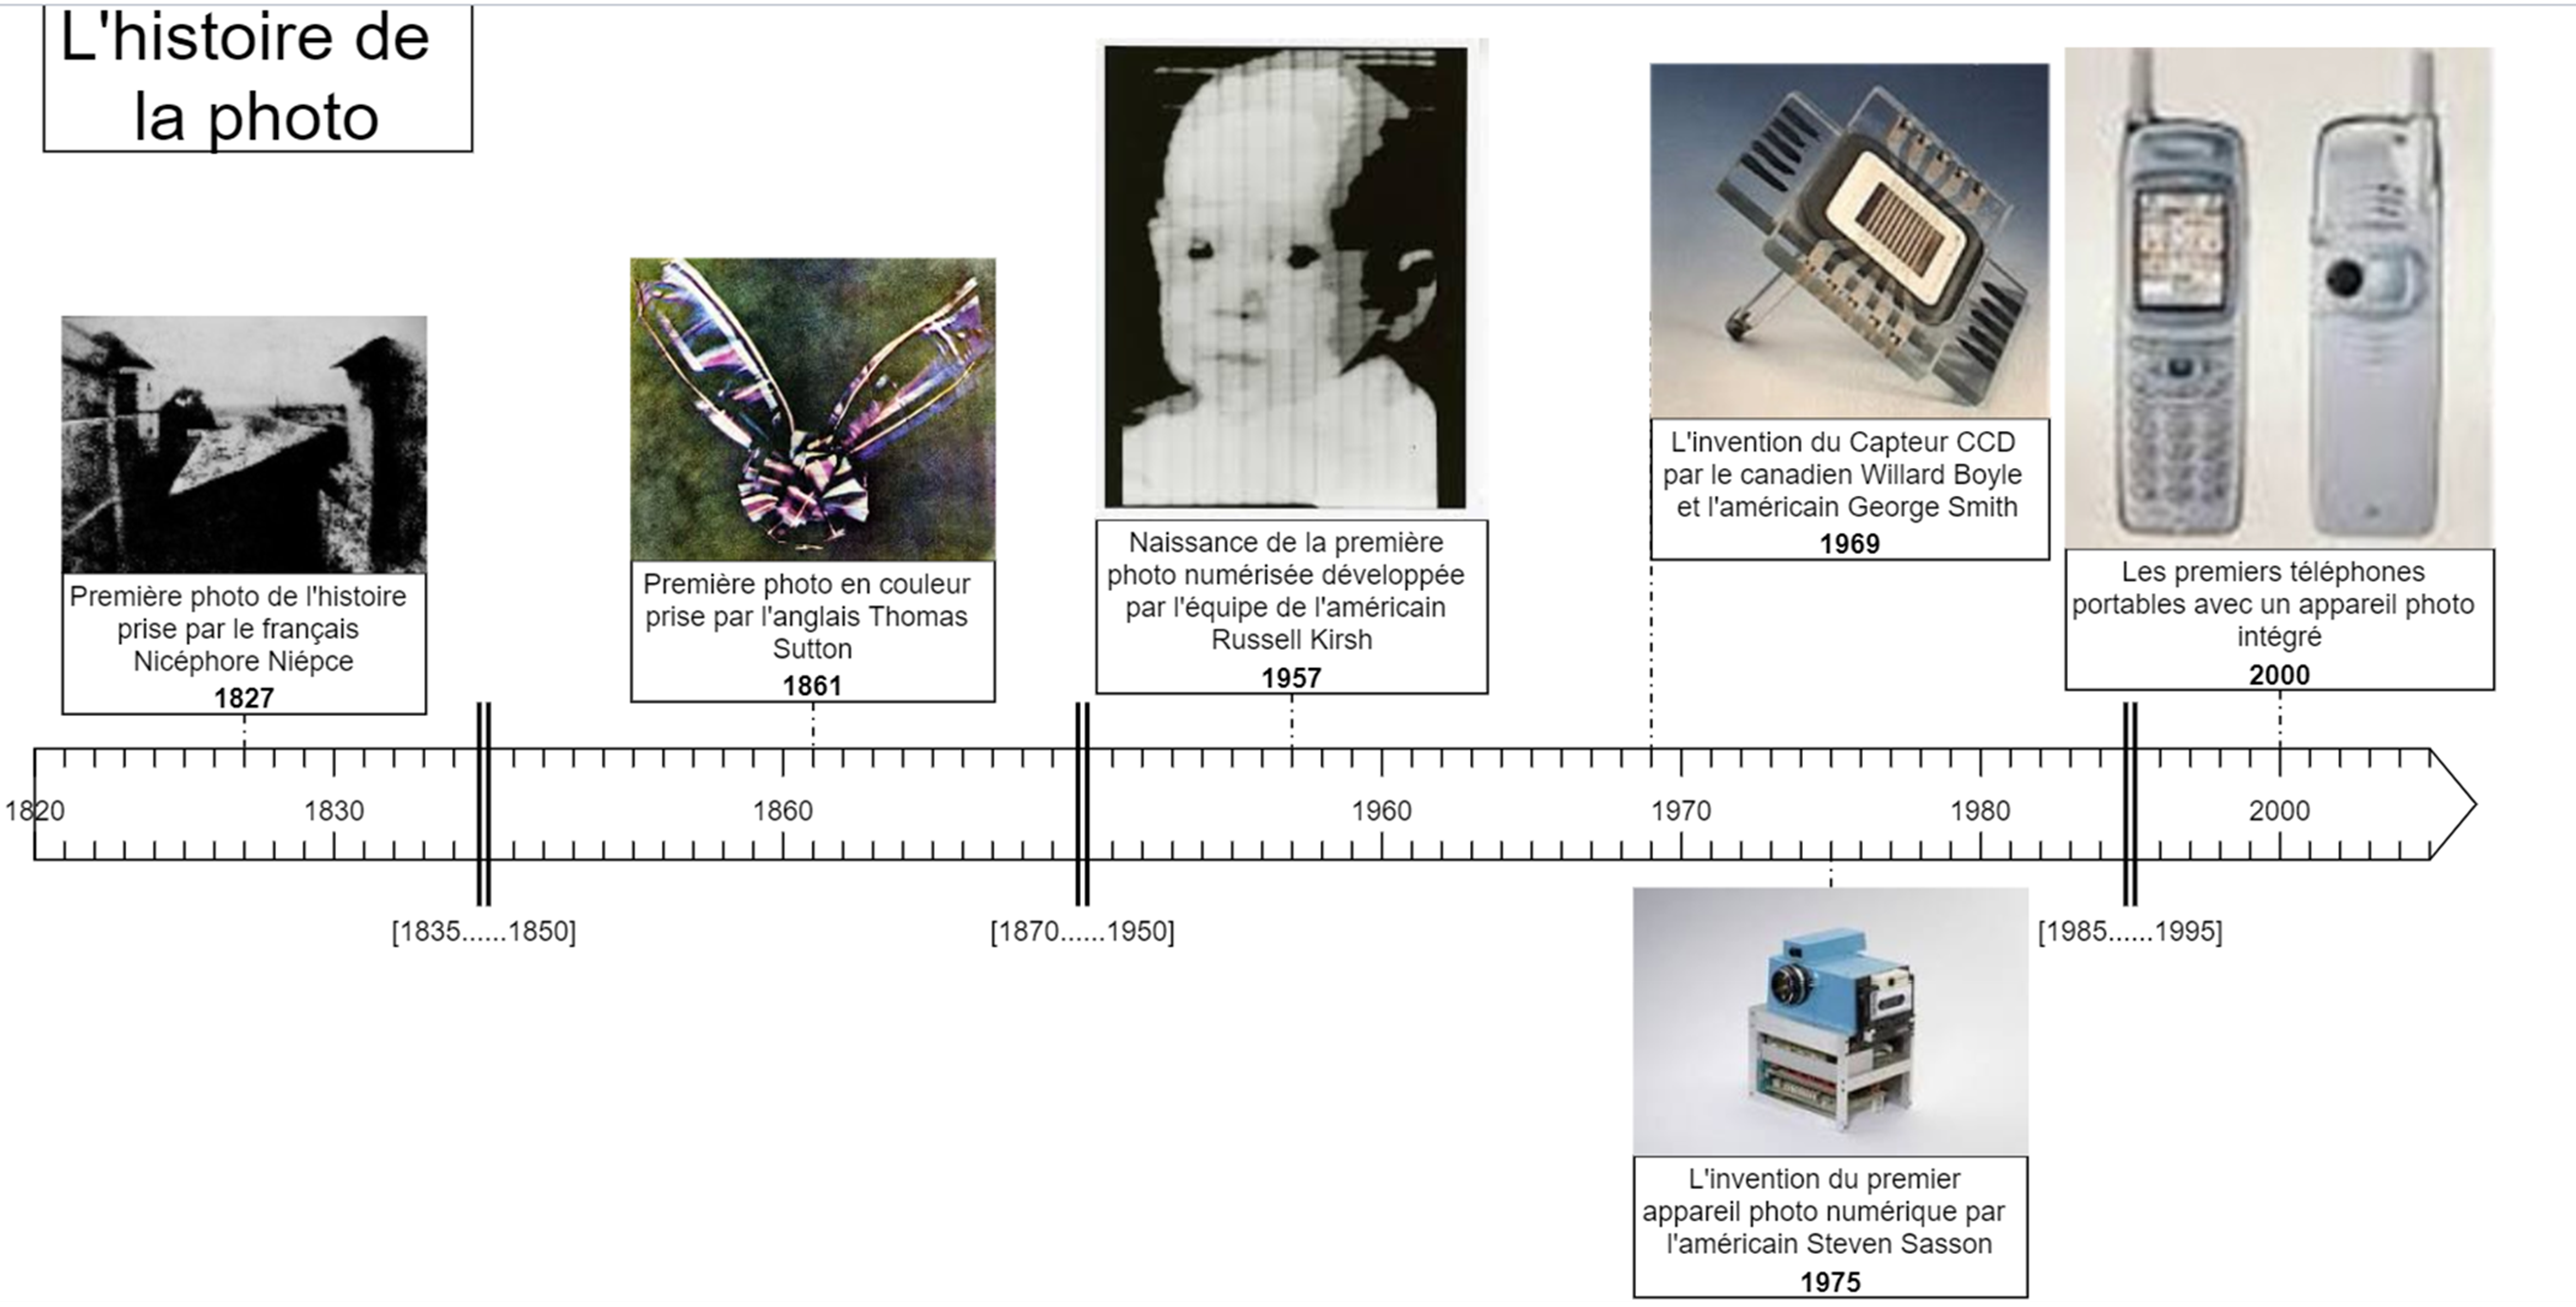 L'histoire de
la photo
Première photo de l'histoire
prise par le français
Nicéphore Niépce
1827
Première photo en couleur
prise par l'anglais Thomas
Sutton
1861
Naissance de la première
photo numérisée développée
par l'équipe de l'américain
Russell Kirsh
1957
L'invention du Capteur CCD
par le canadien Willard Boyle
et l'américain George Smith
1969
Les premiers téléphones
portables avec un appareil photo
intégré
2000
1820 1830 1860 1960 1970 1980 2000
[1835......1850] [1870......1950] [1985......1995]
L'invention du premier
appareil photo numérique par
l'américain Steven Sasson
1975